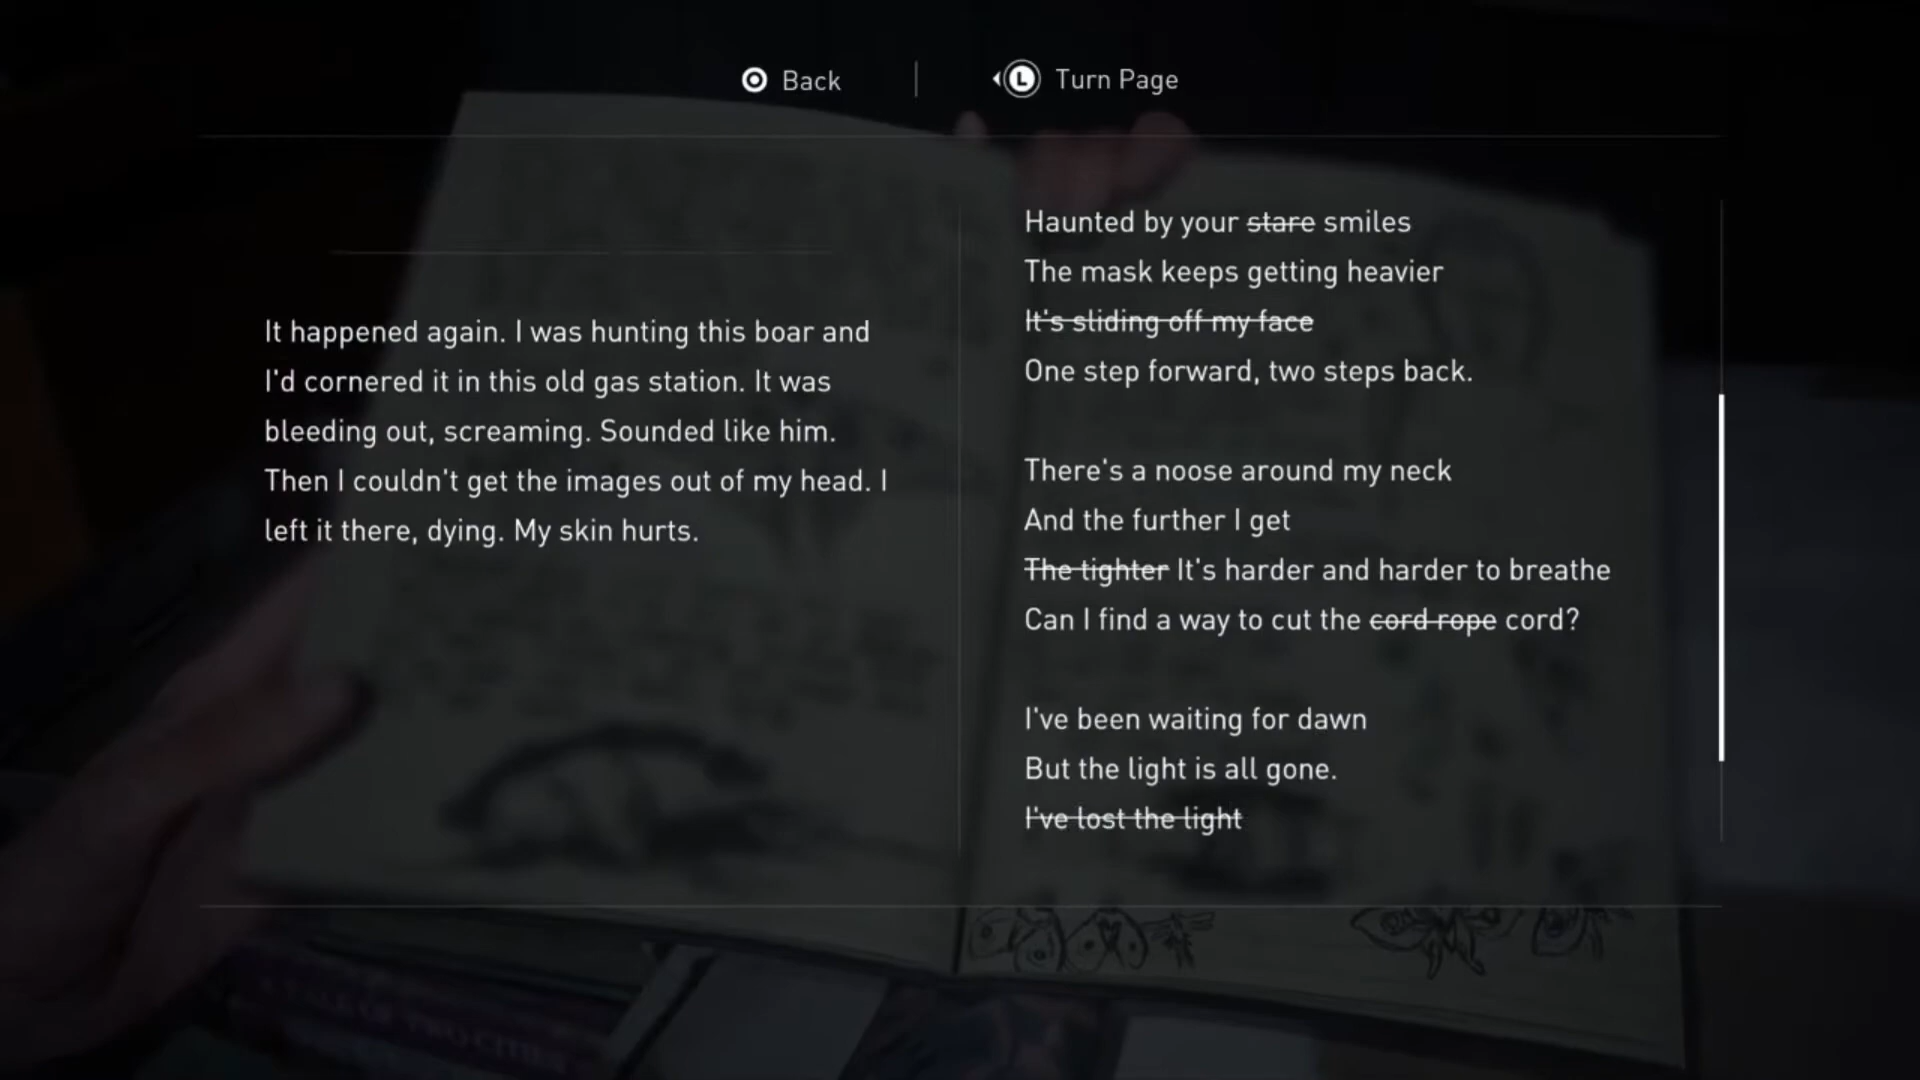 Back
L Turn Page
It happened again. I was hunting this boar and
I'd cornered it in this old gas station. It was
bleeding out, screaming. Sounded like him.
Then I couldn't get the images out of my head. I
left it there, dying. My skin hurts.
Haunted by your stare smiles
The mask keeps getting heavier
It's sliding off my face
One step forward, two steps back.
There's a noose around my neck
And the further I get
The tighter It's harder and harder to breathe
Can I find a way to cut the cord rope cord?
I've been waiting for dawn
But the light is all gone.
I've lost the light